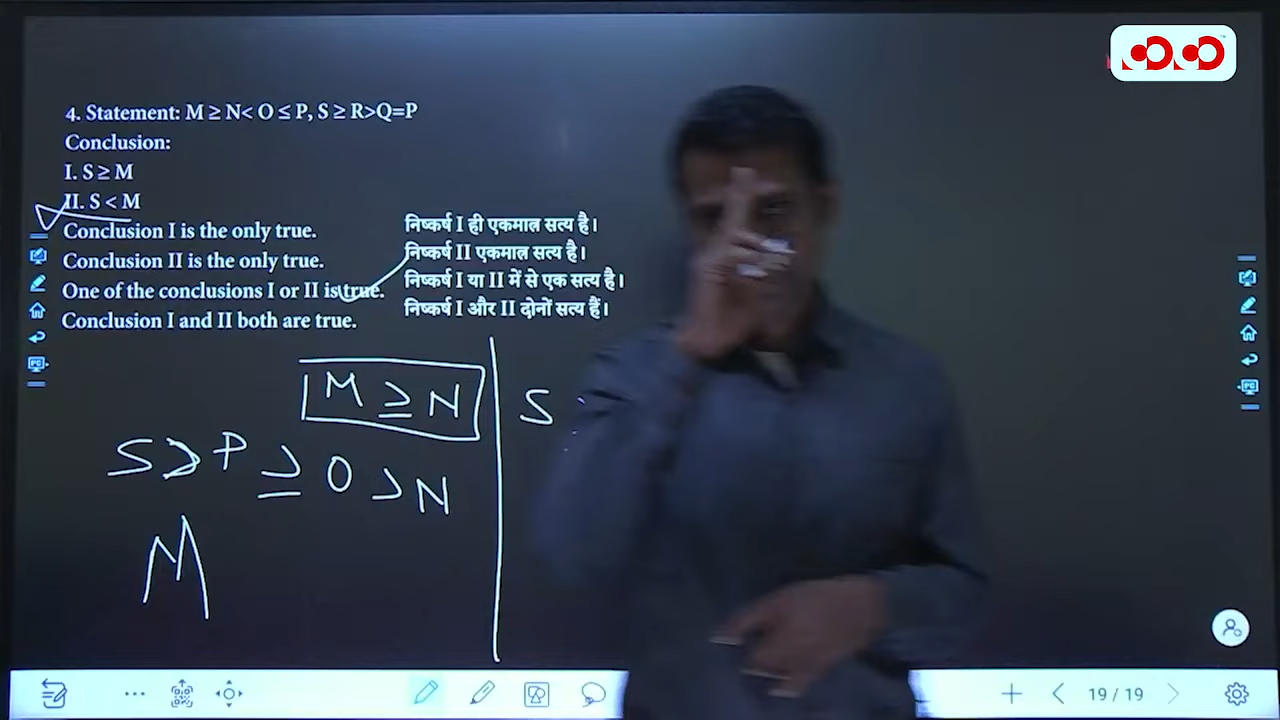 4. Statement: M ≥ N< O ≤ P, S ≥ R>Q=P
Conclusion:
I. S ≥ M
II. S < M
Conclusion I is the only true.
Conclusion II is the only true.
One of the conclusions I or II is true.
Conclusion I and II both are true.
निष्कर्ष I ही एकमात्र सत्य है।
निष्कर्ष II एकमात्र सत्य है।
निष्कर्ष I या II में से एक सत्य है।
निष्कर्ष I और II दोनों सत्य हैं।
M ≥ N
S > P ≥ O > N
M
S
19 / 19